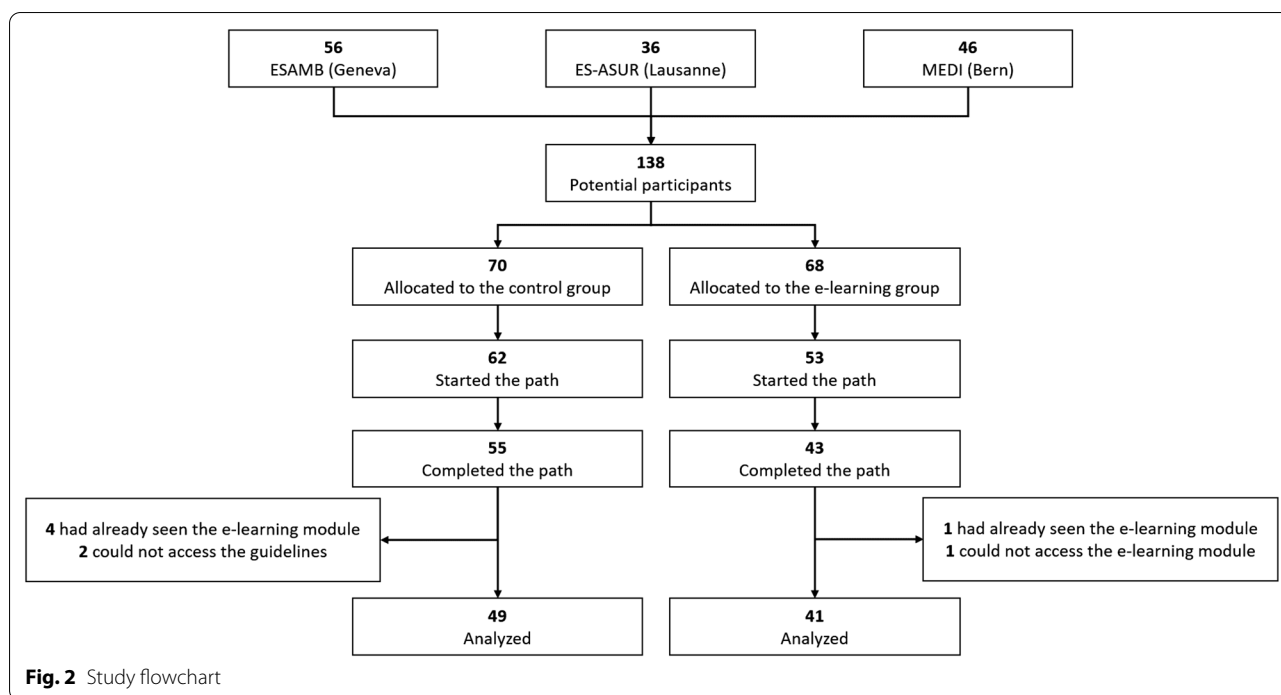 56
ESAMB (Geneva)
36
ES-ASUR (Lausanne)
46
MEDI (Bern)
138
Potential participants
70
Allocated to the control group
68
Allocated to the e-learning group
62
Started the path
53
Started the path
55
Completed the path
43
Completed the path
4 had already seen the e-learning module
2 could not access the guidelines
1 had already seen the e-learning module
1 could not access the e-learning module
49
Analyzed
41
Analyzed
Fig. 2 Study flowchart